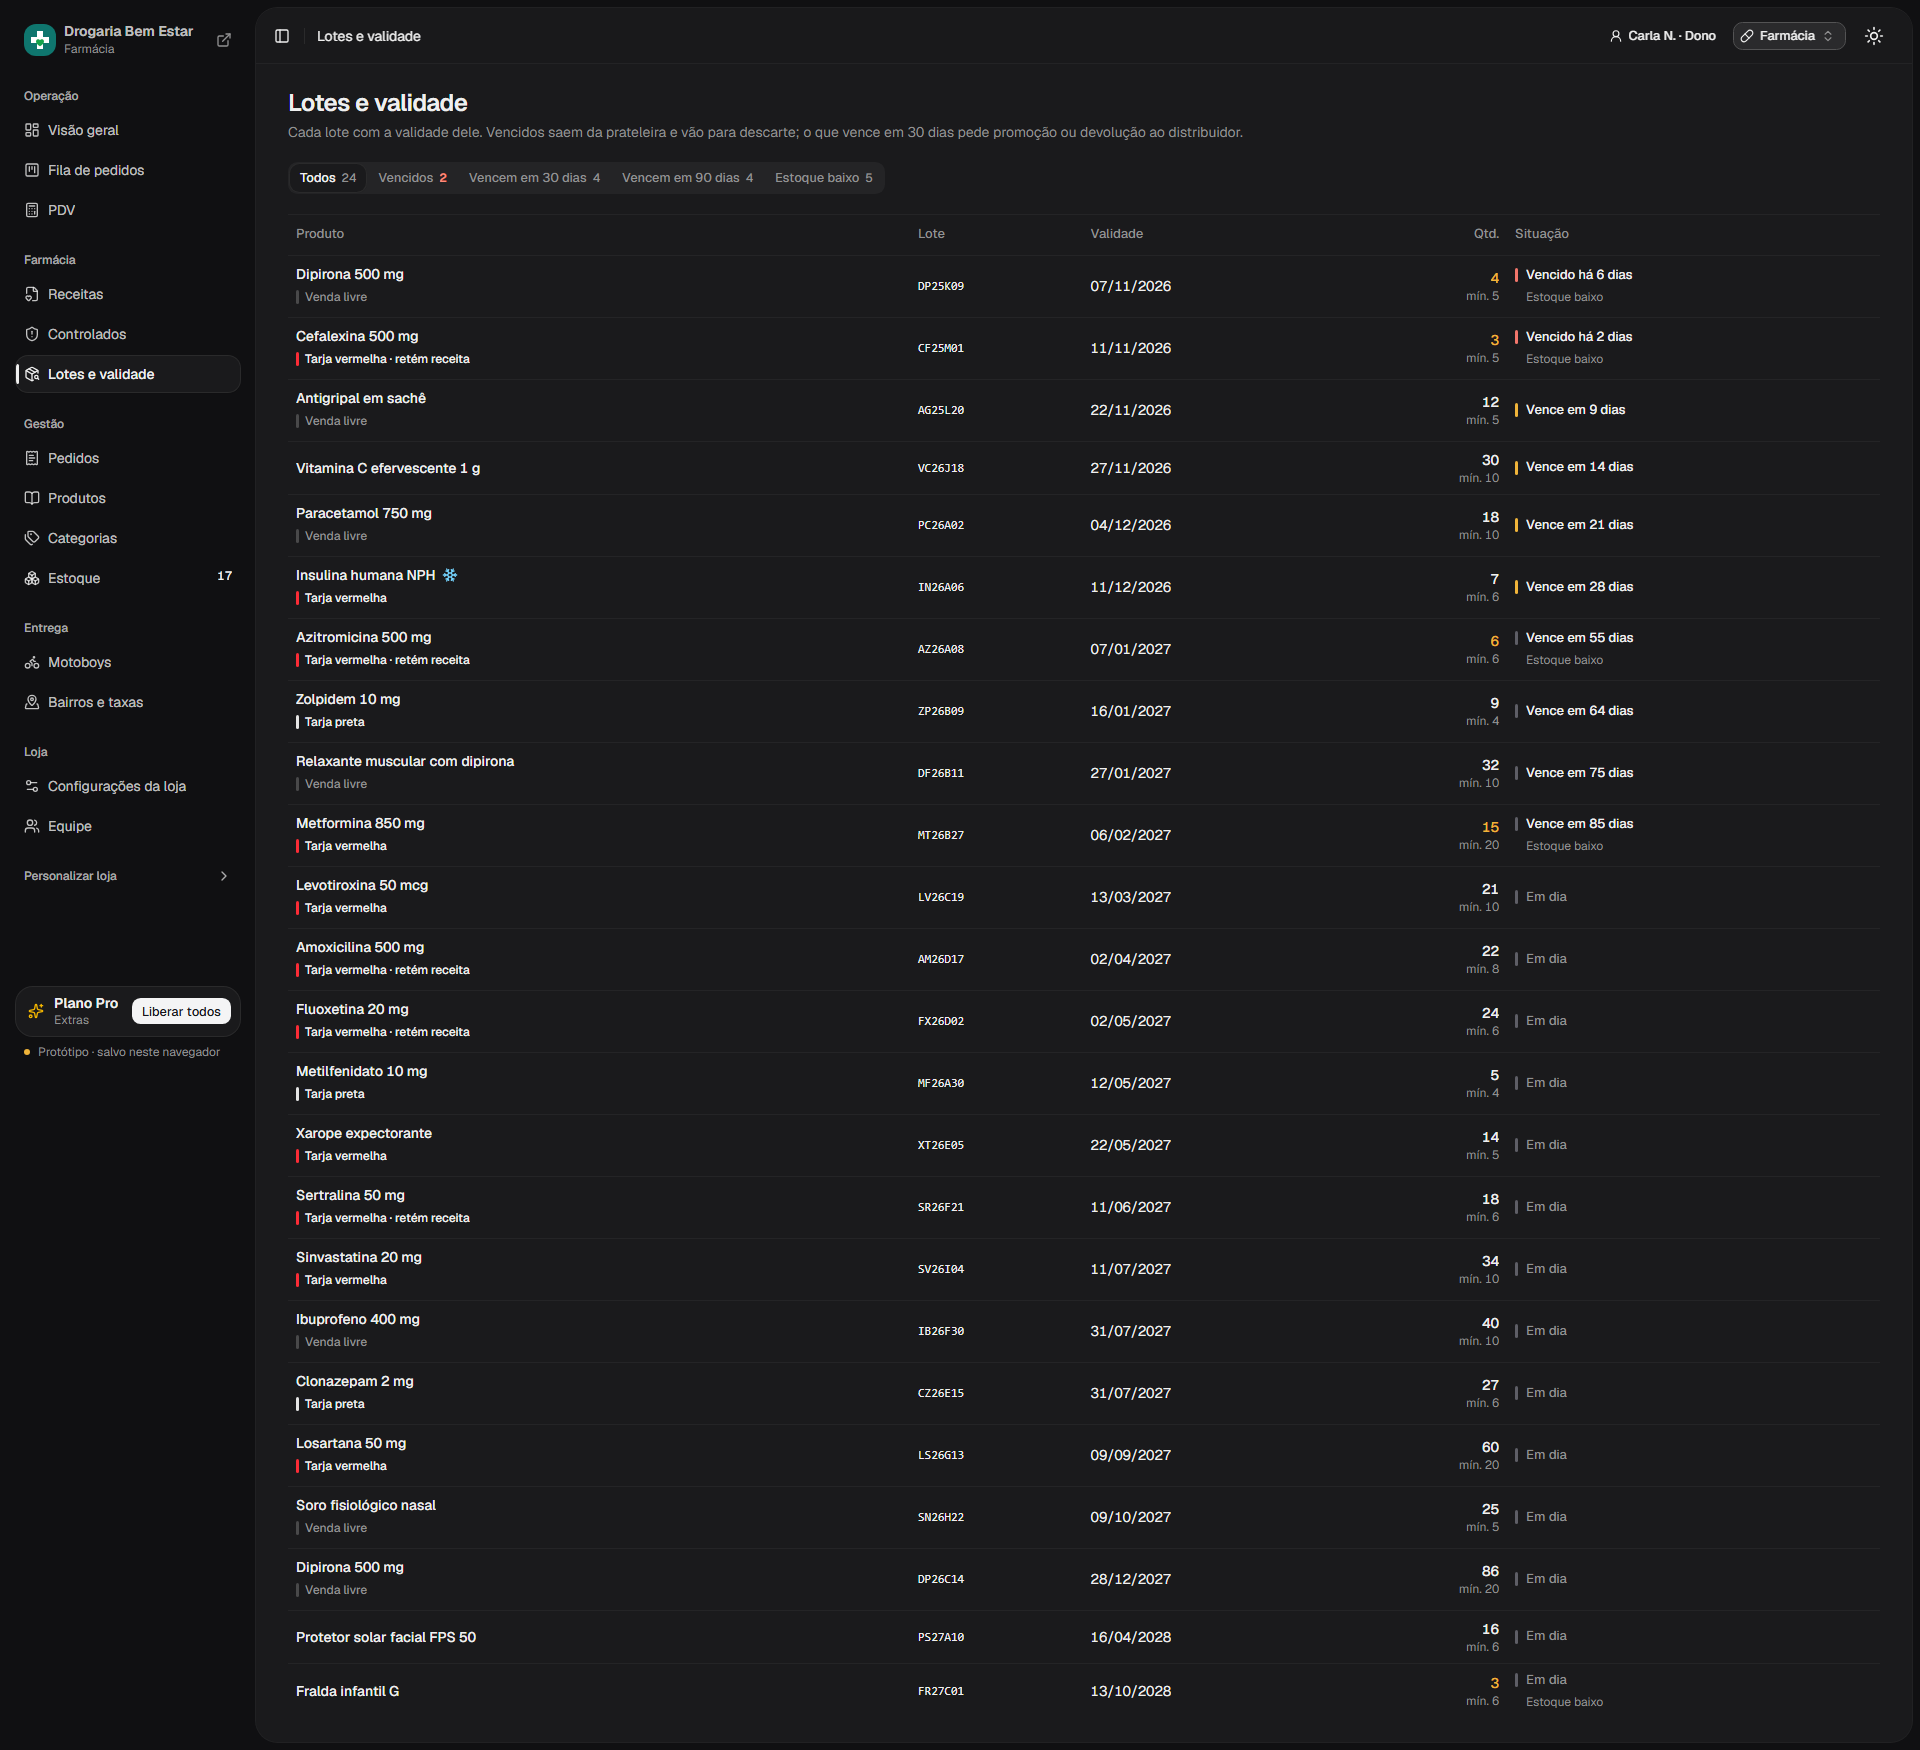 Drogaria Bem Estar
Farmácia
Operação
Visão geral
Fila de pedidos
PDV
Farmácia
Receitas
Controlados
Lotes e validade
Gestão
Pedidos
Produtos
Categorias
Estoque 17
Entrega
Motoboys
Bairros e taxas
Loja
Configurações da loja
Equipe
Personalizar loja
Plano Pro
Extras
Liberar todos
Protótipo · salvo neste navegador
Lotes e validade
Carla N. · Dono
Farmácia
Lotes e validade
Cada lote com a validade dele. Vencidos saem da prateleira e vão para descarte; o que vence em 30 dias pede promoção ou devolução ao distribuidor.
Todos 24 Vencidos 2 Vencem em 30 dias 4 Vencem em 90 dias 4 Estoque baixo 5
Produto Lote Validade Qtd. Situação
Dipirona 500 mg DP25K09 07/11/2026 4 Vencido há 6 dias
Venda livre mín. 5 Estoque baixo
Cefalexina 500 mg CF25M01 11/11/2026 3 Vencido há 2 dias
Tarja vermelha · retém receita mín. 5 Estoque baixo
Antigripal em sachê AG25L20 22/11/2026 12 Vence em 9 dias
Venda livre mín. 5
Vitamina C efervescente 1 g VC26J18 27/11/2026 30 Vence em 14 dias
mín. 10
Paracetamol 750 mg PC26A02 04/12/2026 18 Vence em 21 dias
Venda livre mín. 10
Insulina humana NPH IN26A06 11/12/2026 7 Vence em 28 dias
Tarja vermelha mín. 6
Azitromicina 500 mg AZ26A08 07/01/2027 6 Vence em 55 dias
Tarja vermelha · retém receita mín. 6 Estoque baixo
Zolpidem 10 mg ZP26B09 16/01/2027 9 Vence em 64 dias
Tarja preta mín. 4
Relaxante muscular com dipirona DF26B11 27/01/2027 32 Vence em 75 dias
Venda livre mín. 10
Metformina 850 mg MT26B27 06/02/2027 15 Vence em 85 dias
Tarja vermelha mín. 20 Estoque baixo
Levotiroxina 50 mcg LV26C19 13/03/2027 21 Em dia
Tarja vermelha mín. 10
Amoxicilina 500 mg AM26D17 02/04/2027 22 Em dia
Tarja vermelha · retém receita mín. 8
Fluoxetina 20 mg FX26D02 02/05/2027 24 Em dia
Tarja vermelha · retém receita mín. 6
Metilfenidato 10 mg MF26A30 12/05/2027 5 Em dia
Tarja preta mín. 4
Xarope expectorante XT26E05 22/05/2027 14 Em dia
Tarja vermelha mín. 5
Sertralina 50 mg SR26F21 11/06/2027 18 Em dia
Tarja vermelha · retém receita mín. 6
Sinvastatina 20 mg SV26I04 11/07/2027 34 Em dia
Tarja vermelha mín. 10
Ibuprofeno 400 mg IB26F30 31/07/2027 40 Em dia
Venda livre mín. 10
Clonazepam 2 mg CZ26E15 31/07/2027 27 Em dia
Tarja preta mín. 6
Losartana 50 mg LS26G13 09/09/2027 60 Em dia
Tarja vermelha mín. 20
Soro fisiológico nasal SN26H22 09/10/2027 25 Em dia
Venda livre mín. 5
Dipirona 500 mg DP26C14 28/12/2027 86 Em dia
Venda livre mín. 20
Protetor solar facial FPS 50 PS27A10 16/04/2028 16 Em dia
mín. 6
Fralda infantil G FR27C01 13/10/2028 3 Em dia
mín. 6 Estoque baixo